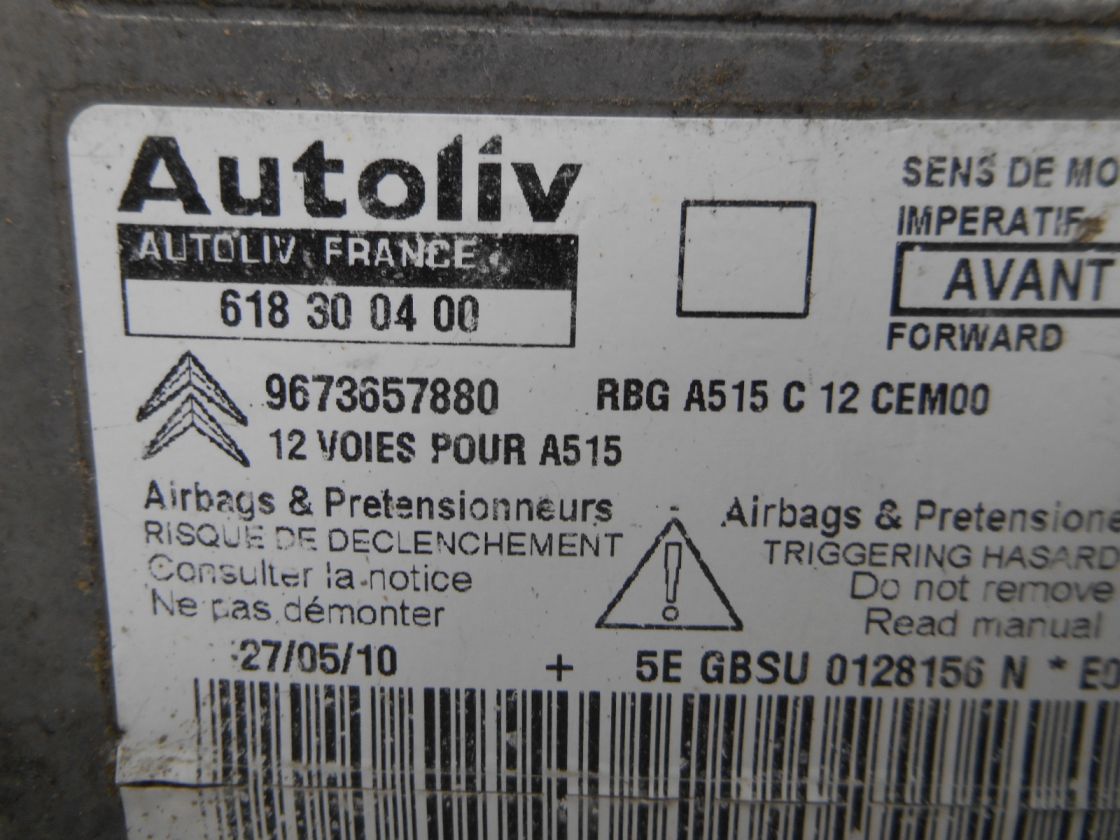 Autoliv
AUTOLIV FRANCE
618 30 04 00
SENS DE MO
IMPERATIF
AVANT
FORWARD
9673657880 RBG A515 C 12 CEM00
12 VOIES POUR A515
Airbags & Pretensionneurs
RISQUE DE DECLENCHEMENT
Consulter la notice
Ne pas démonter
Airbags & Pretensionn
TRIGGERING HASARD
Do not remove
Read manual
27/05/10 + 5E GBSU 0128156 N * E0